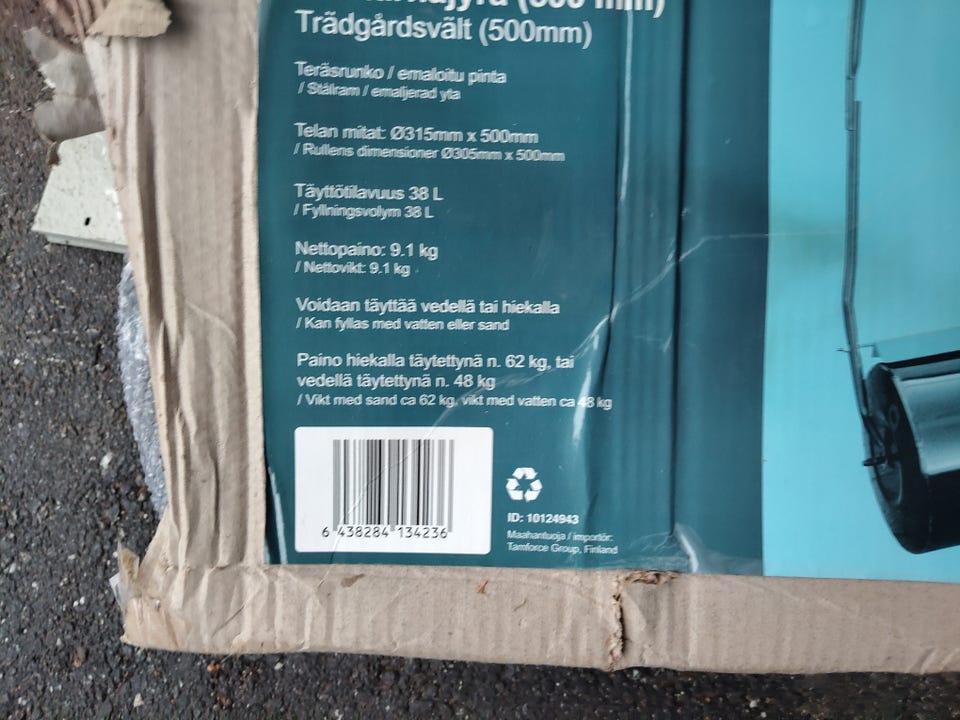 (500 mm)
Trädgårdsvält (500mm)
Teräsrunko / emaloitu pinta
/ Stålram / emaljerad yta
Telan mitat: Ø315mm x 500mm
/ Rullens dimensioner Ø305mm x 500mm
Täyttötilavuus 38 L
/ Fyllningsvolym 38 L
Nettopaino: 9.1 kg
/ Nettovikt: 9.1 kg
Voidaan täyttää vedellä tai hiekalla
/ Kan fyllas med vatten eller sand
Paino hiekalla täytettynä n. 62 kg, tai
vedellä täytettynä n. 48 kg
/ Vikt med sand ca 62 kg, vikt med vatten ca 48 kg
6 438284 134236
ID: 10124943
Maahantuoja / importör:
Tamforce Group, Finland